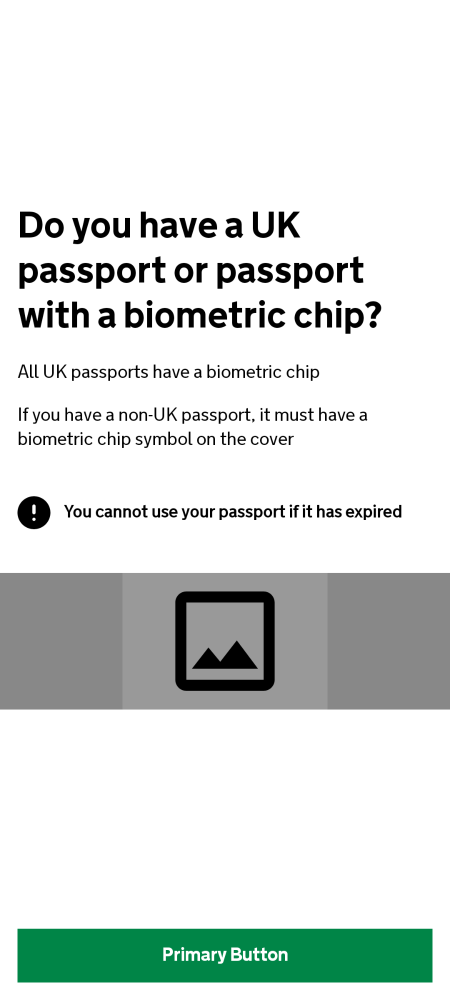 Do you have a UK
passport or passport
with a biometric chip?
All UK passports have a biometric chip
If you have a non-UK passport, it must have a
biometric chip symbol on the cover
You cannot use your passport if it has expired
Primary Button